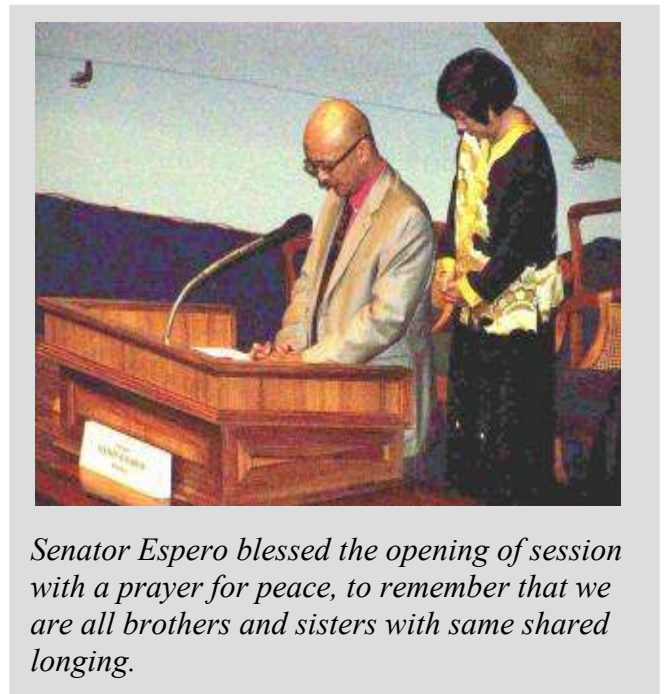 Senator Espero blessed the opening of session
with a prayer for peace, to remember that we
are all brothers and sisters with same shared
longing.